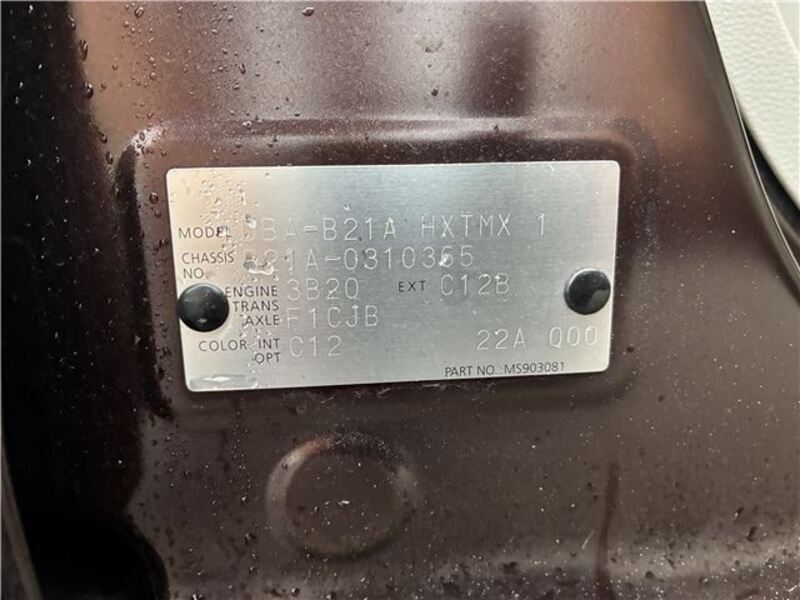 MODEL DBA-B21A HXTMX 1
CHASSIS NO. B21A-0310365
ENGINE 3B20 EXT C12B
TRANS AXLE F1CJB
COLOR INT OPT C12 22A Q00
PART NO.: MS903081